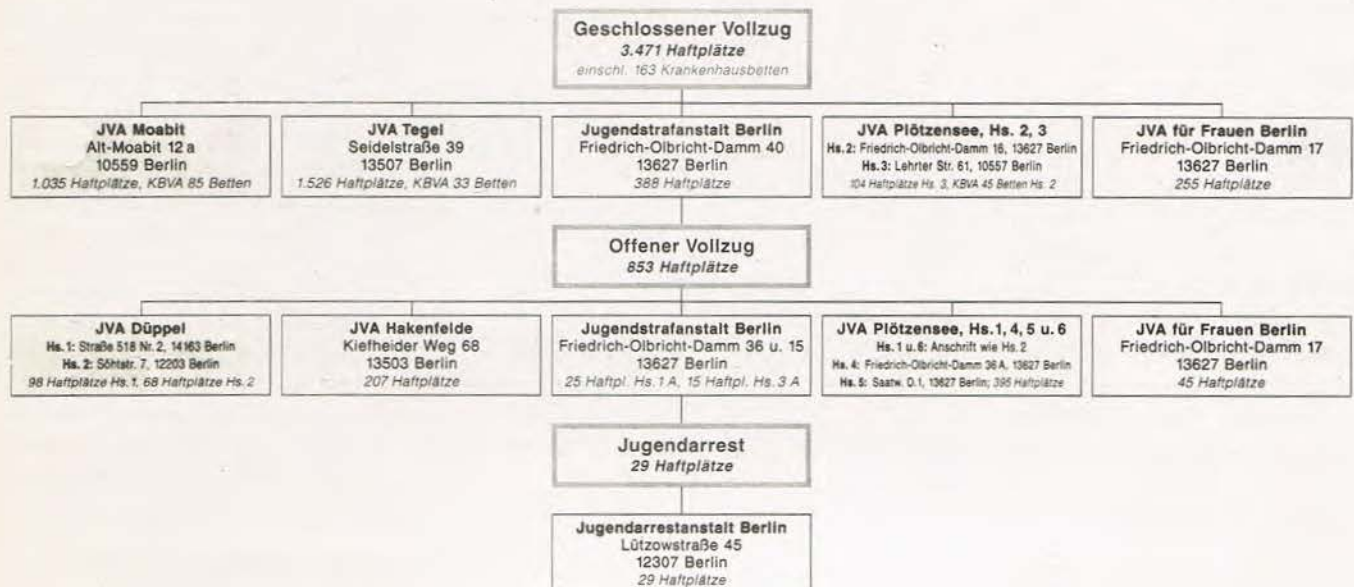 Geschlossener Vollzug
3.471 Haftplätze
einschl. 163 Krankenhausbetten
JVA Moabit
Alt-Moabit 12 a
10559 Berlin
1.035 Haftplätze, KBVA 85 Betten
JVA Tegel
Seidelstraße 39
13507 Berlin
1.526 Haftplätze, KBVA 33 Betten
Jugendstrafanstalt Berlin
Friedrich-Olbricht-Damm 40
13627 Berlin
388 Haftplätze
JVA Plötzensee, Hs. 2, 3
Hs. 2: Friedrich-Olbricht-Damm 16, 13627 Berlin
Hs. 3: Lehrter Str. 61, 10557 Berlin
104 Haftplätze Hs. 3, KBVA 45 Betten Hs. 2
JVA für Frauen Berlin
Friedrich-Olbricht-Damm 17
13627 Berlin
255 Haftplätze
Offener Vollzug
853 Haftplätze
JVA Düppel
Hs. 1: Straße 518 Nr. 2, 14163 Berlin
Hs. 2: Söhtstr. 7, 12203 Berlin
98 Haftplätze Hs. 1, 68 Haftplätze Hs. 2
JVA Hakenfelde
Kiefheider Weg 68
13503 Berlin
207 Haftplätze
Jugendstrafanstalt Berlin
Friedrich-Olbricht-Damm 36 u. 15
13627 Berlin
25 Haftpl. Hs. 1 A, 15 Haftpl. Hs. 3 A
JVA Plötzensee, Hs. 1, 4, 5 u. 6
Hs. 1 u. 6: Anschrift wie Hs. 2
Hs. 4: Friedrich-Olbricht-Damm 36 A, 13627 Berlin
Hs. 5: Saatw. D. 1, 13627 Berlin; 395 Haftplätze
JVA für Frauen Berlin
Friedrich-Olbricht-Damm 17
13627 Berlin
45 Haftplätze
Jugendarrest
29 Haftplätze
Jugendarrestanstalt Berlin
Lützowstraße 45
12307 Berlin
29 Haftplätze